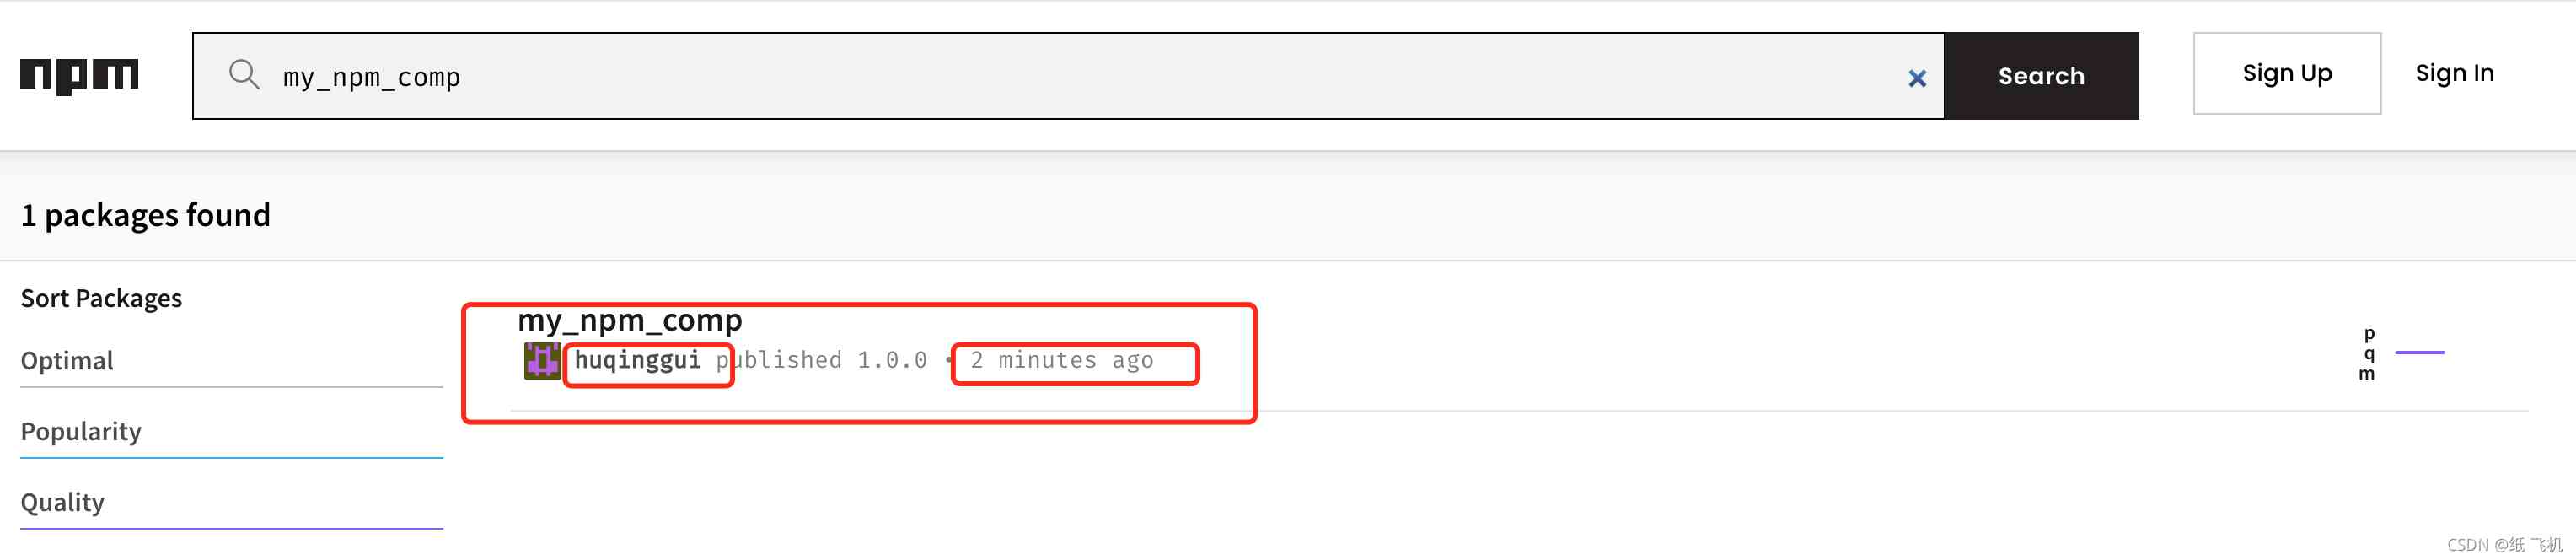 npm
my_npm_comp
Search
Sign Up
Sign In
1 packages found
Sort Packages
Optimal
Popularity
Quality
my_npm_comp
huqinggui published 1.0.0 • 2 minutes ago
p
q
m
CSDN @纸 飞机